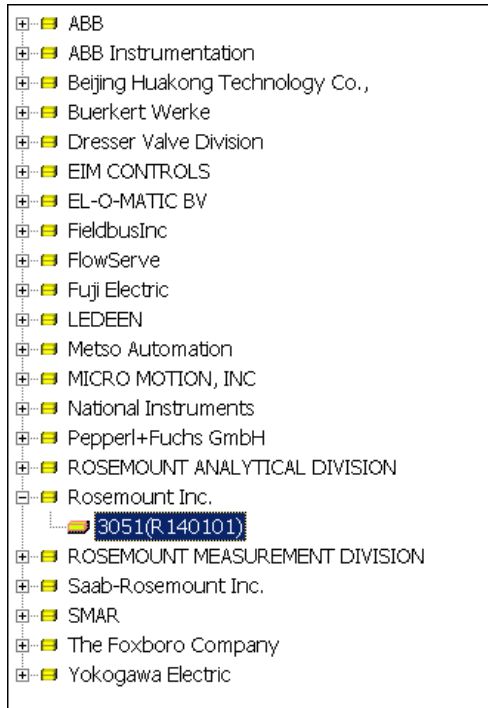 ABB
ABB Instrumentation
Beijing Huakong Technology Co.,
Buerkert Werke
Dresser Valve Division
EIM CONTROLS
EL-O-MATIC BV
FieldbusInc
FlowServe
Fuji Electric
LEDEEN
Metso Automation
MICRO MOTION, INC
National Instruments
Pepperl+Fuchs GmbH
ROSEMOUNT ANALYTICAL DIVISION
Rosemount Inc.
3051(R140101)
ROSEMOUNT MEASUREMENT DIVISION
Saab-Rosemount Inc.
SMAR
The Foxboro Company
Yokogawa Electric